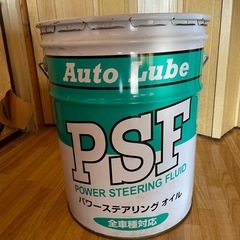 Auto Lube
PSF
POWER STEERING FLUID
パワーステアリング オイル
全車種対応